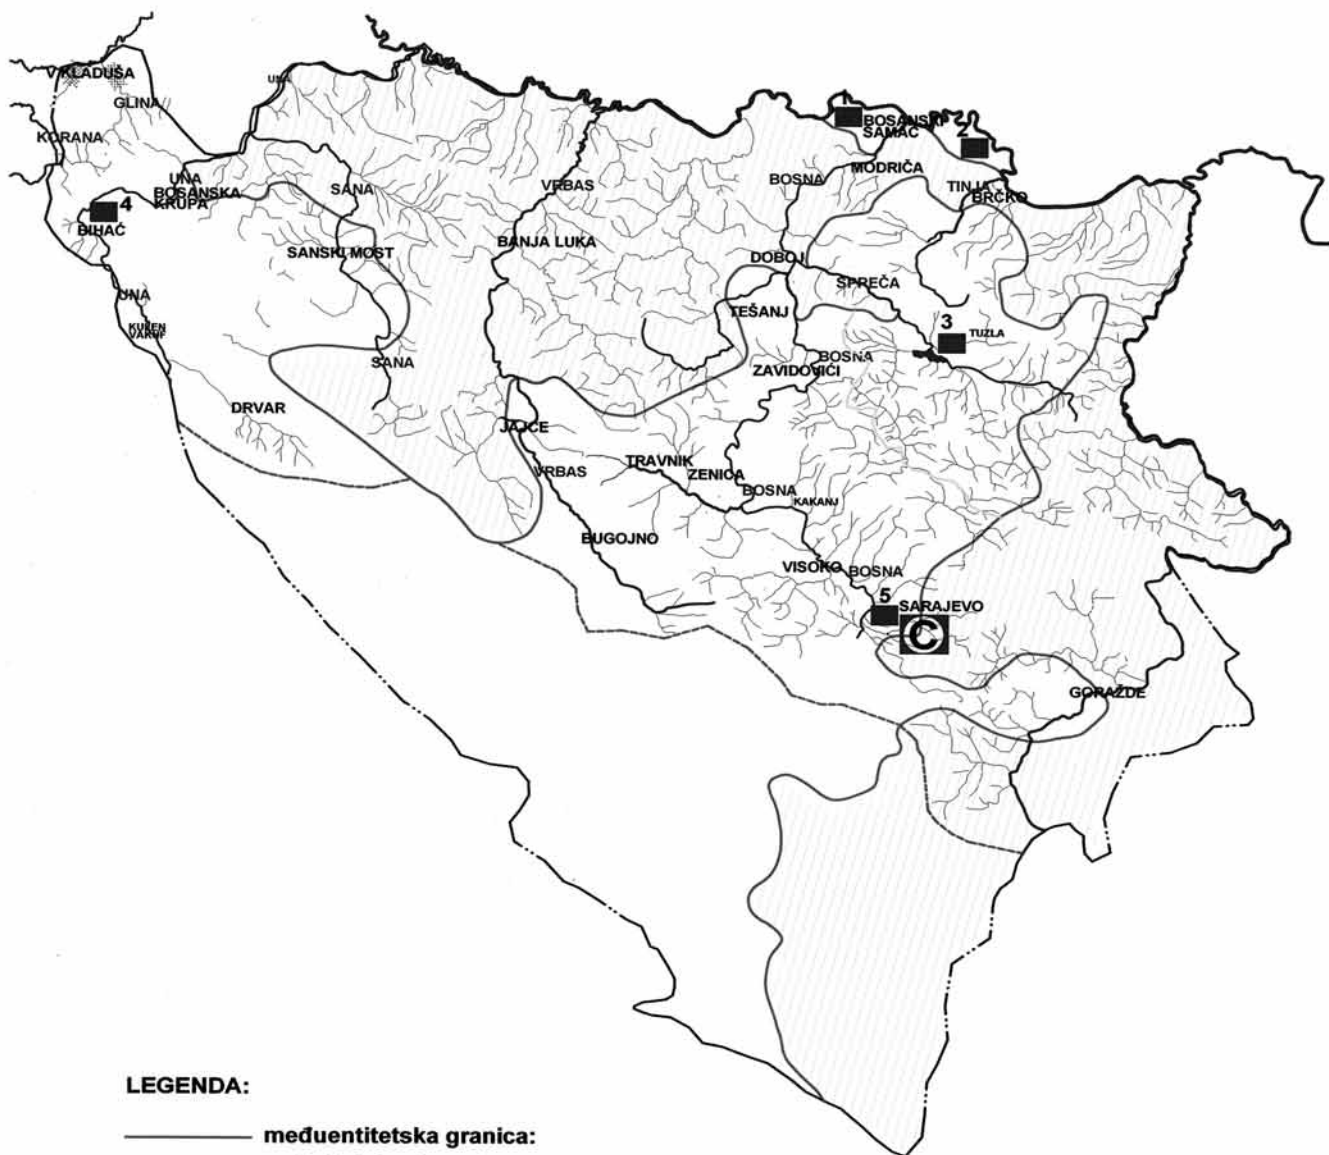 V KLADUŠA
UNA
GLINA
KORANA
1
BOSANSKI
ŠAMAC
2
MODRIČA
UNA
BOSANSKA
KRUPA
SANA
VRBAS
BOSNA
TINJA
BRČKO
4
BIHAĆ
BANJA LUKA
SANSKI MOST
DOBOJ
SPREČA
UNA
TEŠANJ
3
TUZLA
KULEN
VAKUF
SANA
BOSNA
ZAVIDOVIĆI
DRVAR
JAJCE
VRBAS
TRAVNIK
ZENICA
BOSNA
KAKANJ
BUGOJNO
VISOKO
BOSNA
5
SARAJEVO
C
GORAŽDE
LEGENDA:
međuentitetska granica: